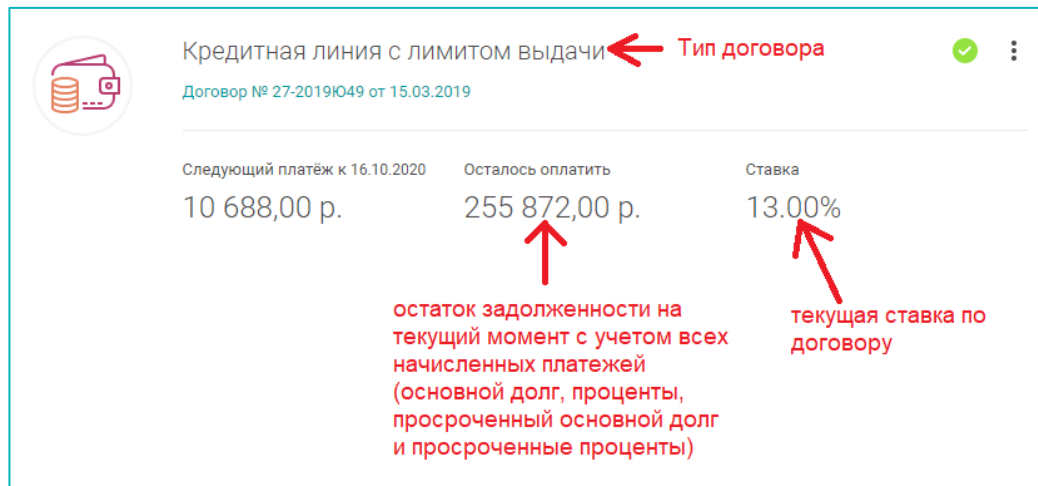 Кредитная линия с лимитом выдачи
Тип договора
Договор № 27-2019Ю49 от 15.03.2019
Следующий платёж к 16.10.2020
Осталось оплатить
Ставка
10 688,00 р.
255 872,00 р.
13.00%
остаток задолженности на
текущий момент с учетом всех
начисленных платежей
(основной долг, проценты,
просроченный основной долг
и просроченные проценты)
текущая ставка по
договору